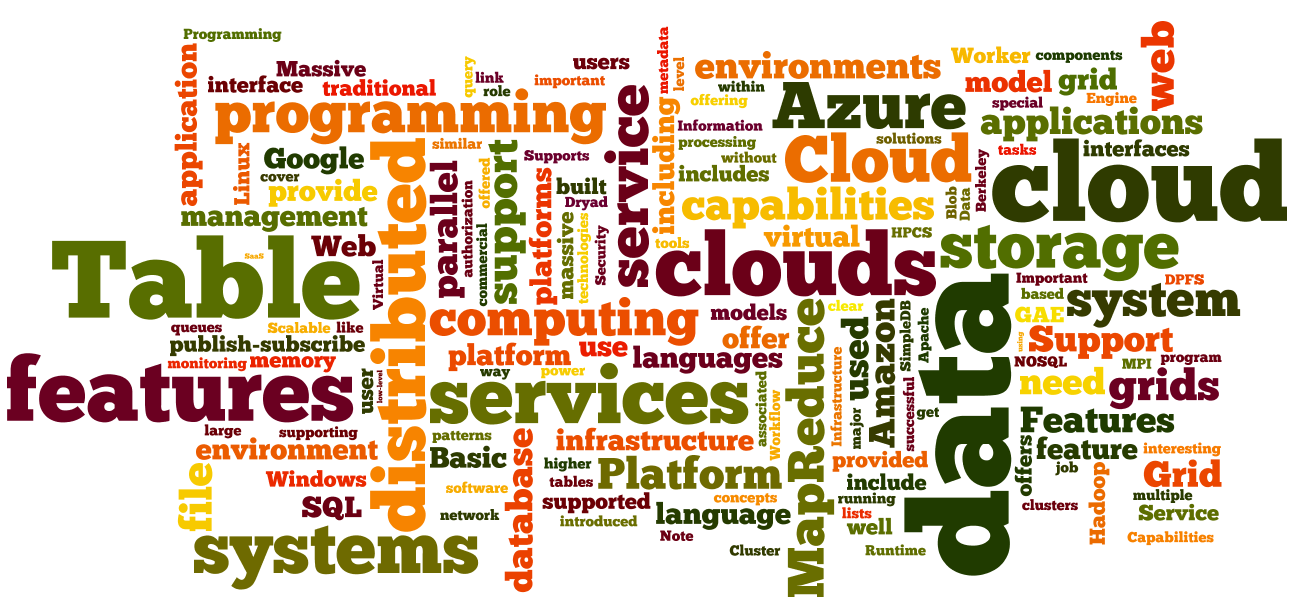 Programming
application
Massive
interface
traditional
query
link
role
important
users
metadata
level
environments
Worker
components
web
programming
service
including
within
offering
Azure
model
grid
special
Engine
applications
Google
cover
provide
Linux
management
distributed
similar
parallel
authorization
offered
support
Supports
platforms
built
Dryad
massive
technologies
Security
commercial
Information
processing
without
includes
Cloud
solutions
tasks
interfaces
Berkeley
cloud
capabilities
Blob
Data
tools
virtual
HPCS
storage
Table
SaaS
Web
Virtual
clouds
Important
DPFS
based
system
GAE
queues
Scalable
like
publish-subscribe
monitoring
memory
computing
models
offer
clear
MapReduce
used
Amazon
SimpleDB
Apache
data
Support
platform
use
languages
Infrastructure
NOSQL
MPI
program
features
user
low-level
way
power
services
associated
Workflow
major
successful
get
need
grids
large
supporting
environment
patterns
infrastructure
Features
file
Windows
Basic
database
higher
Platform
provided
offers
feature
interesting
SQL
software
tables
include
job
Grid
network
supported
concepts
running
Hadoop
multiple
introduced
language
lists
well
clusters
Service
systems
Note
Cluster
Runtime
Capabilities